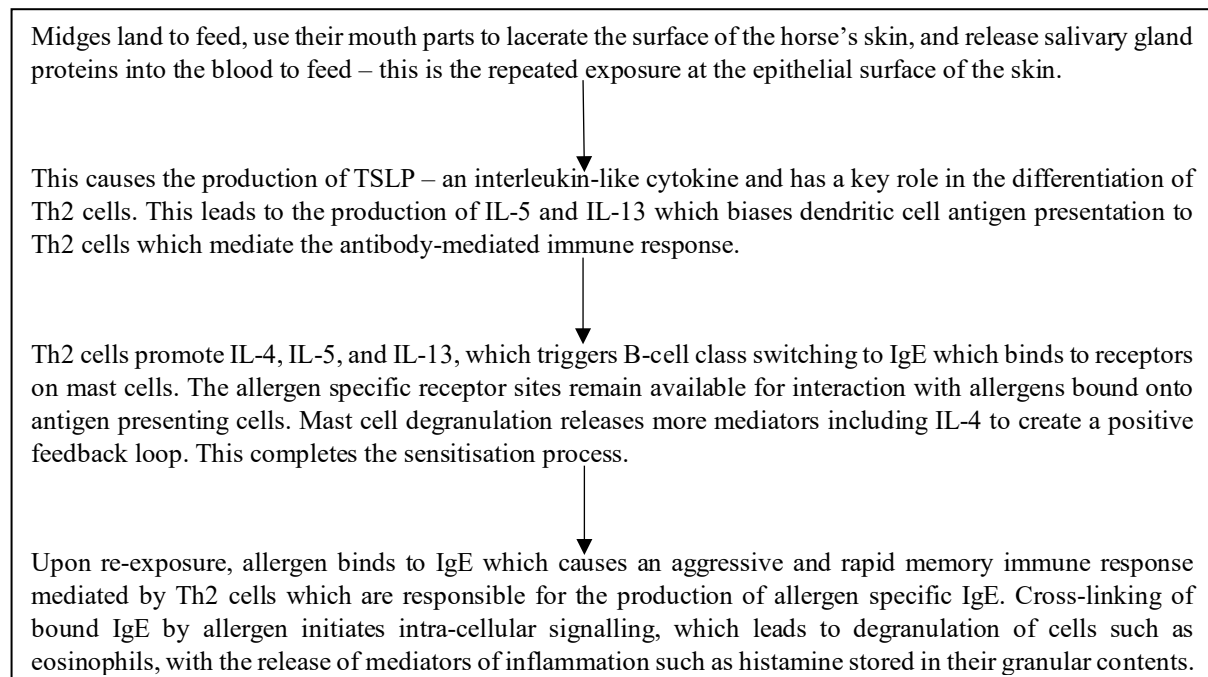 Midges land to feed, use their mouth parts to lacerate the surface of the horse’s skin, and release salivary gland
proteins into the blood to feed – this is the repeated exposure at the epithelial surface of the skin.
This causes the production of TSLP – an interleukin-like cytokine and has a key role in the differentiation of
Th2 cells. This leads to the production of IL-5 and IL-13 which biases dendritic cell antigen presentation to
Th2 cells which mediate the antibody-mediated immune response.
Th2 cells promote IL-4, IL-5, and IL-13, which triggers B-cell class switching to IgE which binds to receptors
on mast cells. The allergen specific receptor sites remain available for interaction with allergens bound onto
antigen presenting cells. Mast cell degranulation releases more mediators including IL-4 to create a positive
feedback loop. This completes the sensitisation process.
Upon re-exposure, allergen binds to IgE which causes an aggressive and rapid memory immune response
mediated by Th2 cells which are responsible for the production of allergen specific IgE. Cross-linking of
bound IgE by allergen initiates intra-cellular signalling, which leads to degranulation of cells such as
eosinophils, with the release of mediators of inflammation such as histamine stored in their granular contents.